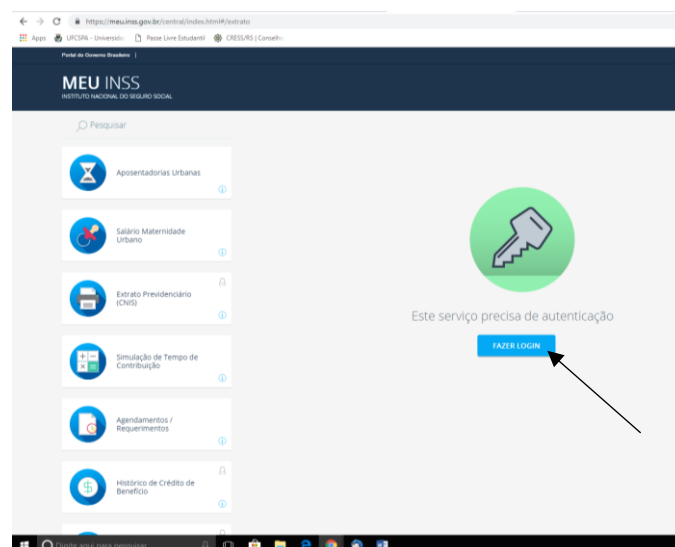 https://meu.inss.gov.br/central/index.html#/extrato
Apps UFCSPA - Universida Passe Livre Estudantil CRESS/RS | Conselho
Portal do Governo Brasileiro |
MEU INSS
INSTITUTO NACIONAL DO SEGURO SOCIAL
Pesquisar
Aposentadorias Urbanas
Salário Maternidade
Urbano
Extrato Previdenciário
(CNIS)
Simulação de Tempo de
Contribuição
Agendamentos /
Requerimentos
Histórico de Crédito de
Benefício
Este serviço precisa de autenticação
FAZER LOGIN
Digite aqui para pesquisar